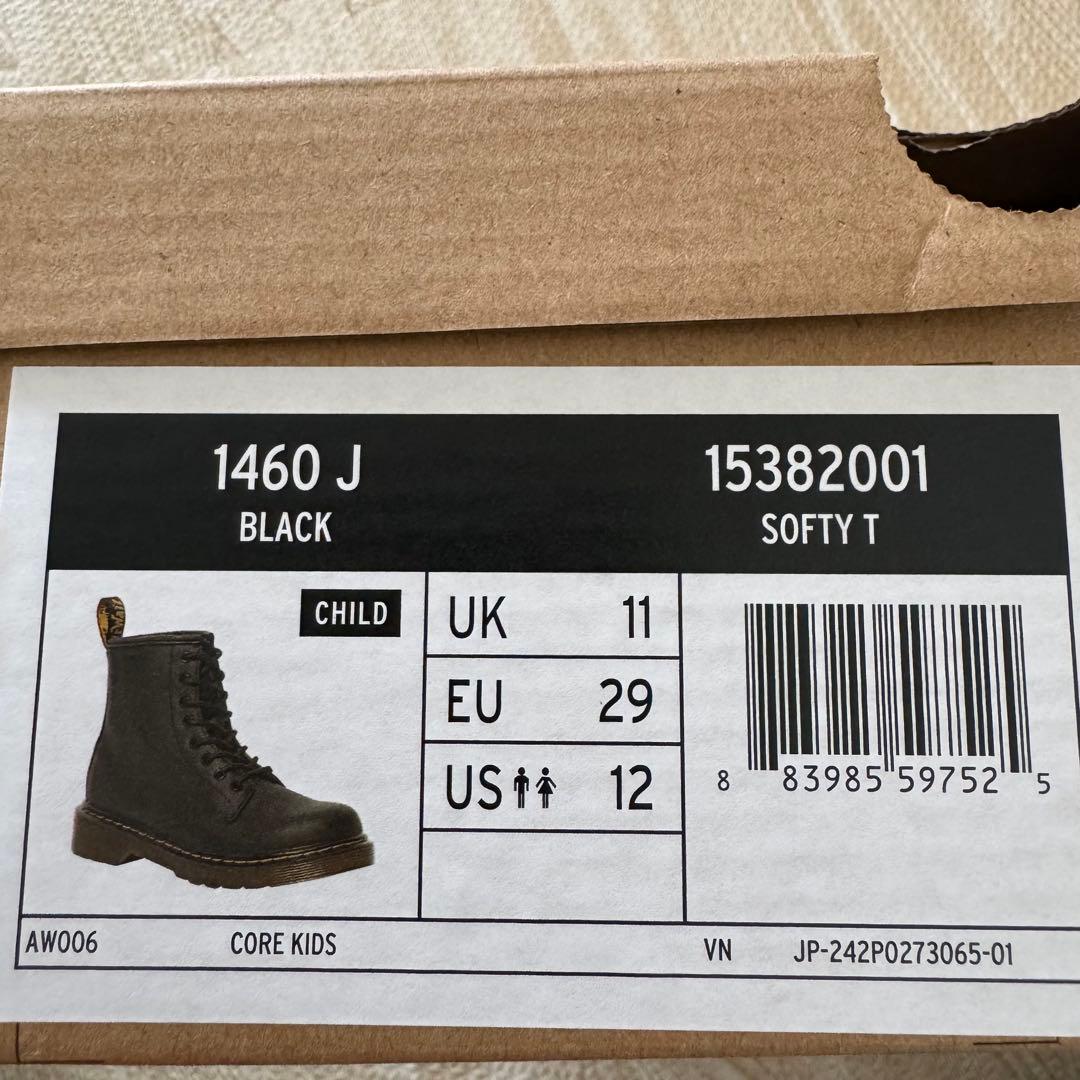 1460 J
BLACK
15382001
SOFTY T
CHILD
UK 11
EU 29
US 12
8 83985 59752 5
AW006 CORE KIDS VN JP-242P0273065-01